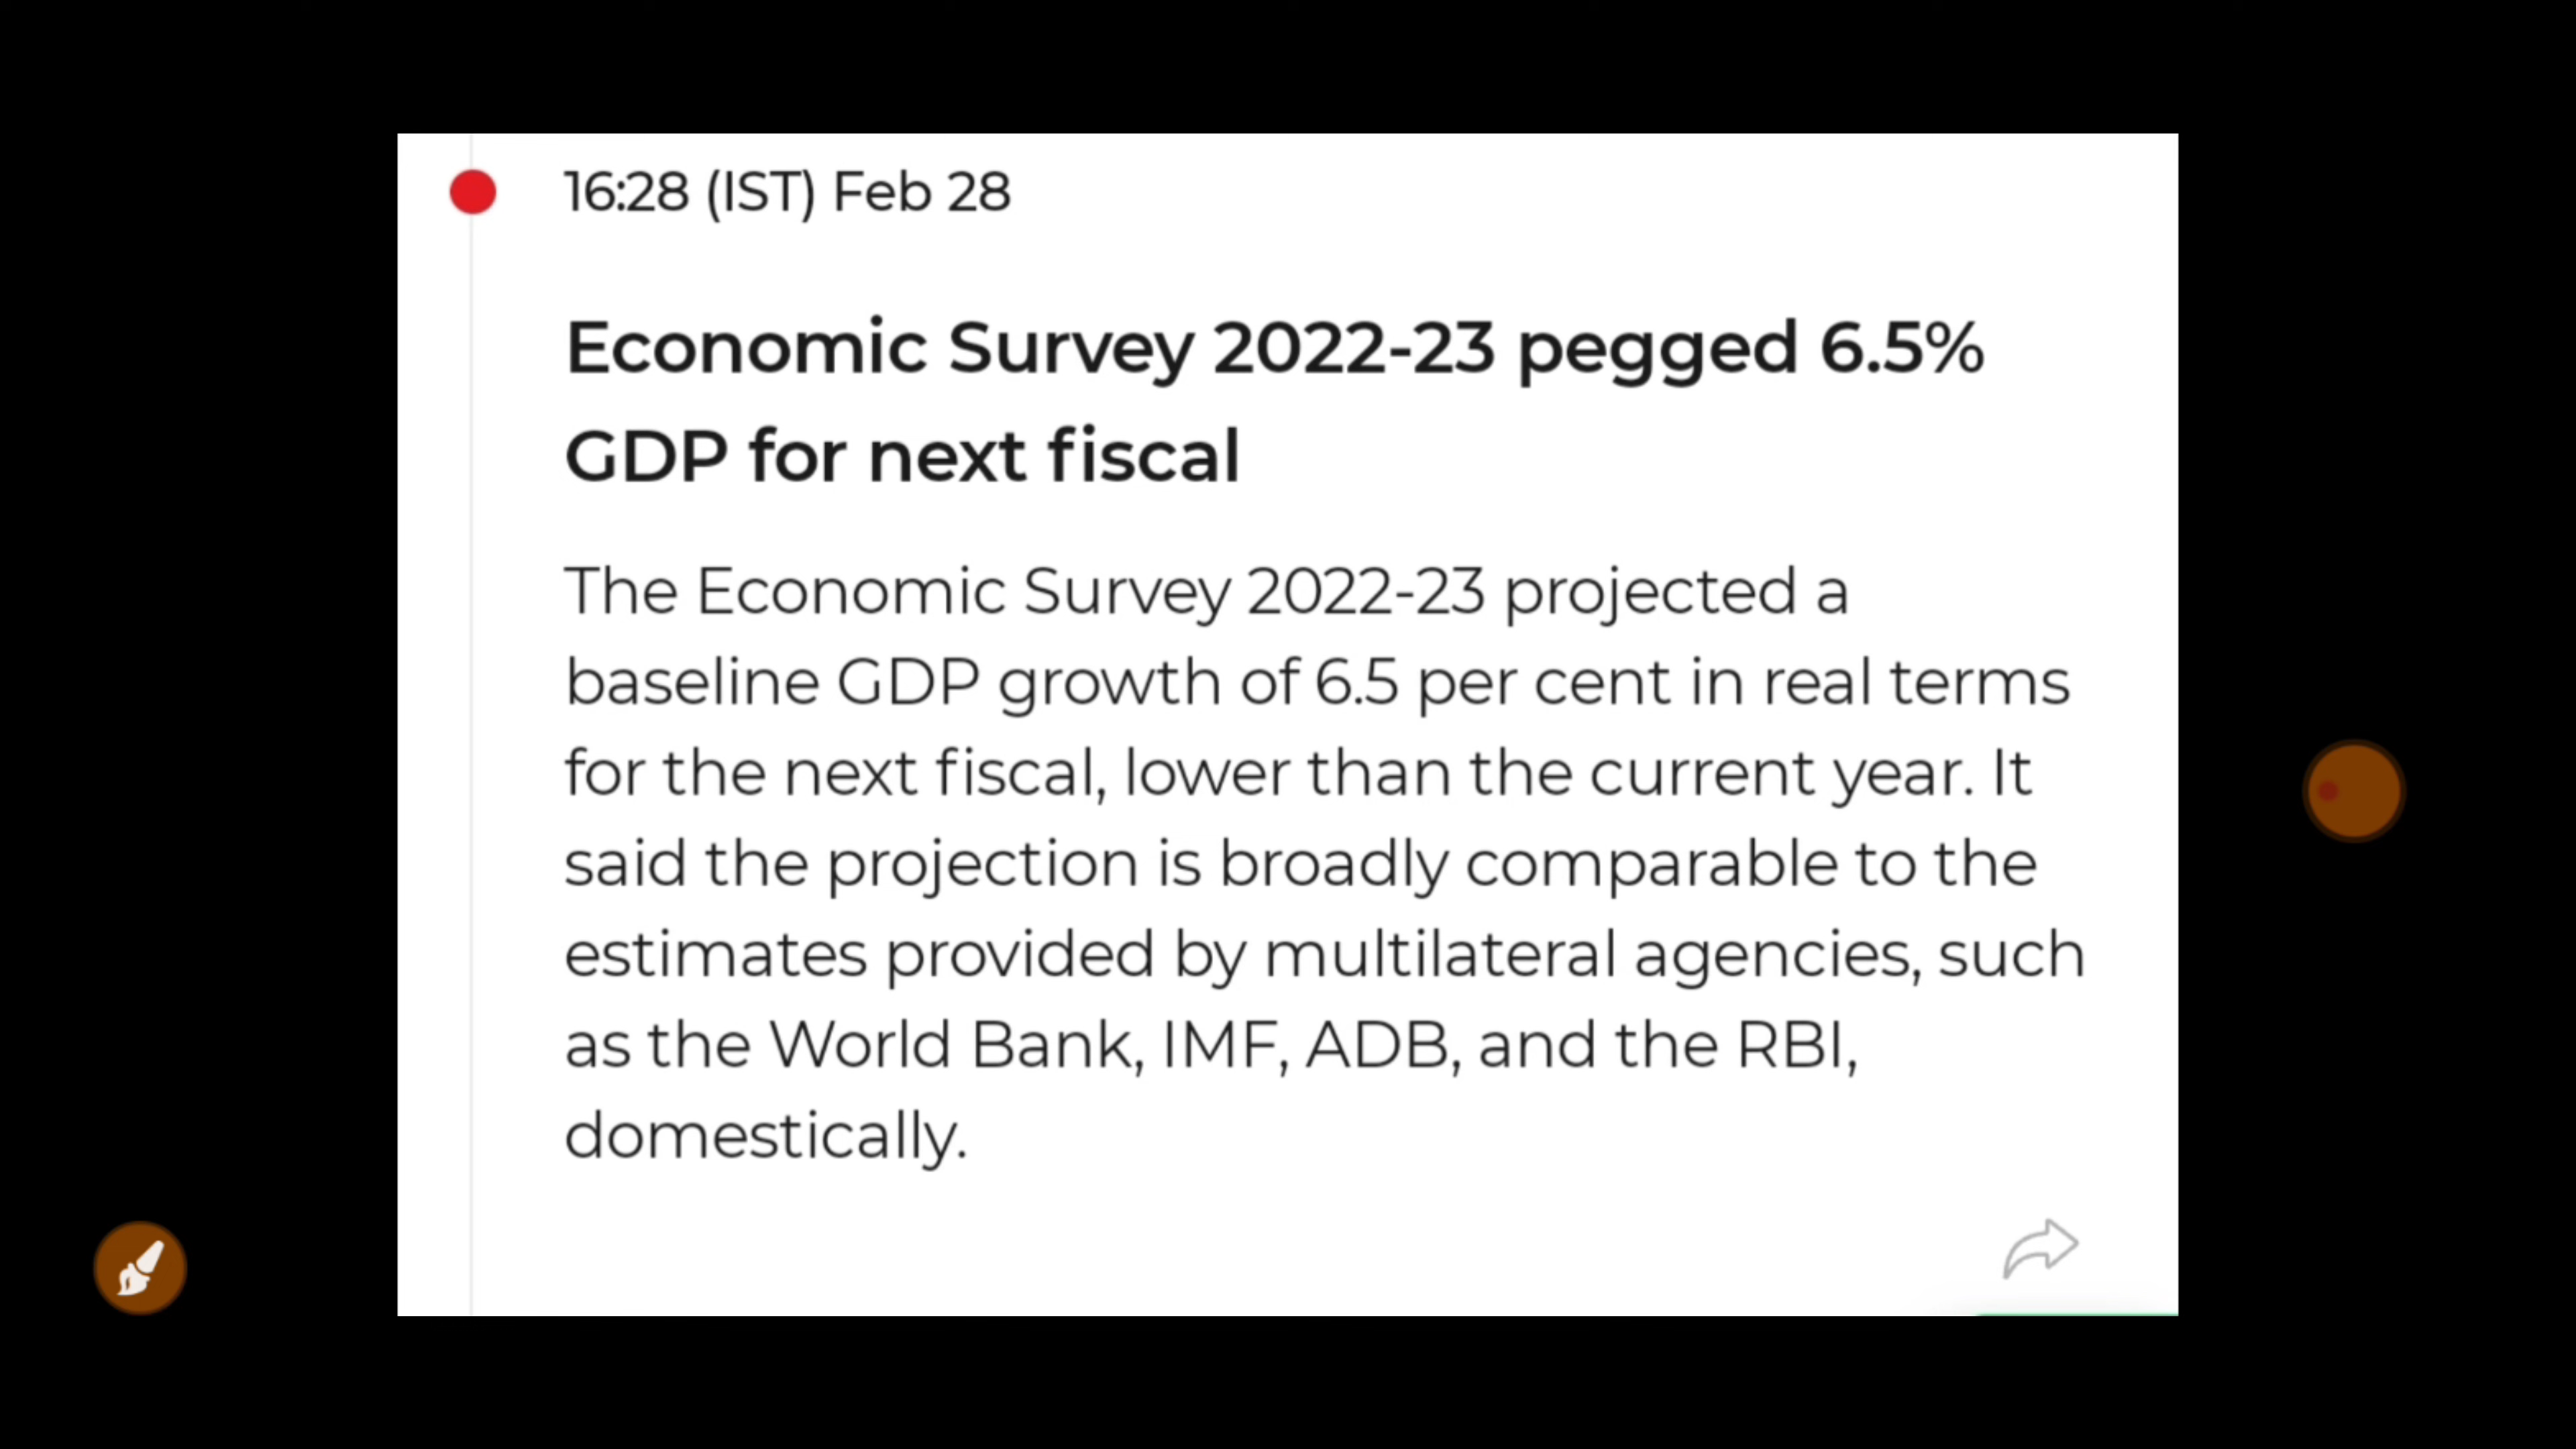 16:28 (IST) Feb 28
Economic Survey 2022-23 pegged 6.5%
GDP for next fiscal
The Economic Survey 2022-23 projected a
baseline GDP growth of 6.5 per cent in real terms
for the next fiscal, lower than the current year. It
said the projection is broadly comparable to the
estimates provided by multilateral agencies, such
as the World Bank, IMF, ADB, and the RBI,
domestically.